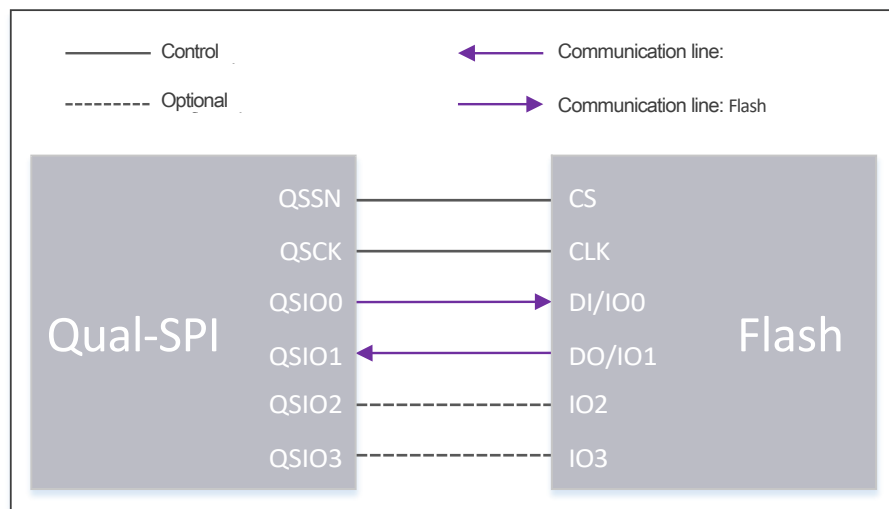 Control
Communication line:
Optional
Communication line: Flash
QSSN
CS
QSCK
CLK
QSIO0
DI/IO0
Qual-SPI
Flash
QSIO1
DO/IO1
QSIO2
IO2
QSIO3
IO3